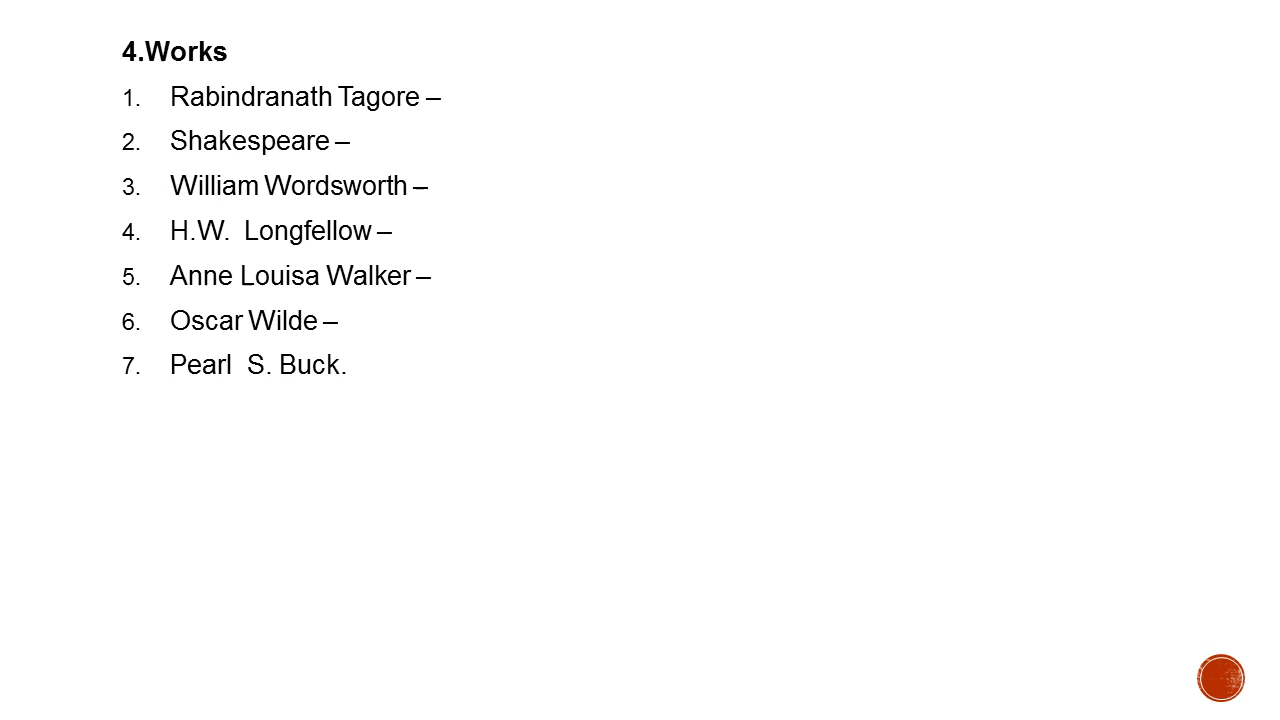 4.Works
1. Rabindranath Tagore –
2. Shakespeare –
3. William Wordsworth –
4. H.W.  Longfellow –
5. Anne Louisa Walker –
6. Oscar Wilde –
7. Pearl  S. Buck.